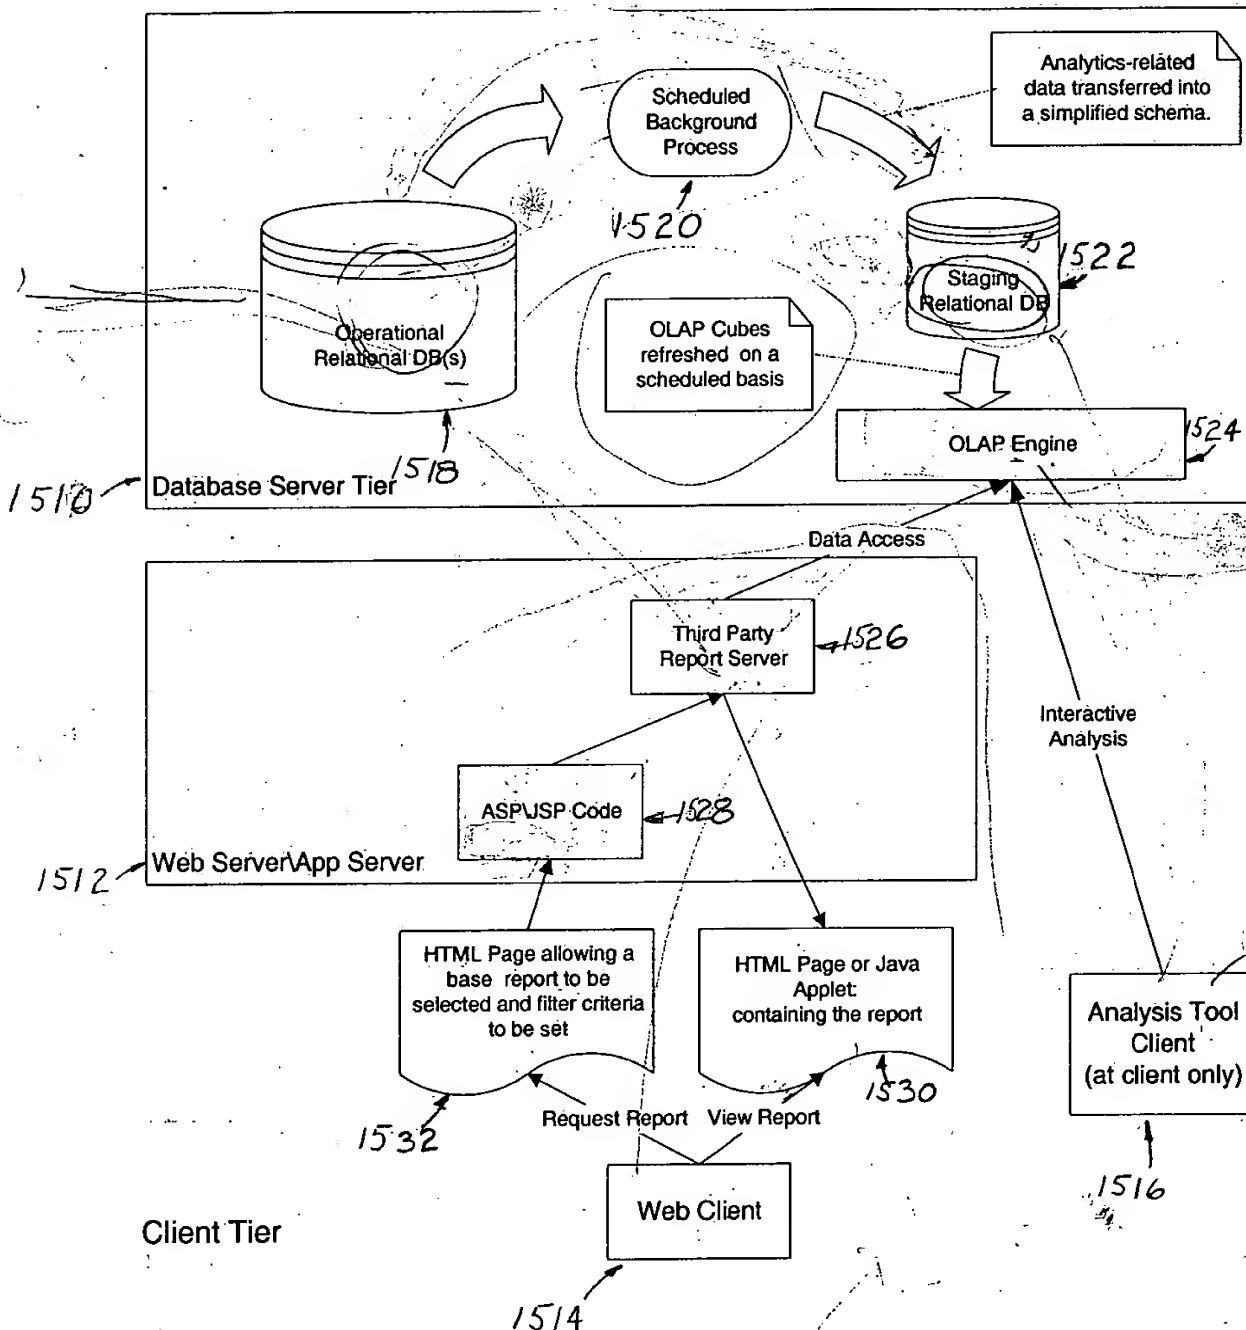 Scheduled
Background
Process
1520
Analytics-related
data transferred into
a simplified schema.
Operational
Relational DB(s)
1518
OLAP Cubes
refreshed on a
scheduled basis
Staging
Relational DB
1522
OLAP Engine
1524
1510
Database Server Tier
Data Access
Third Party
Report Server
1526
Interactive
Analysis
ASP\JSP Code
1528
1512
Web Server\App Server
HTML Page allowing a
base report to be
selected and filter criteria
to be set
1532
HTML Page or Java
Applet:
containing the report
1530
Analysis Tool
Client
(at client only)
1516
Request Report
View Report
Web Client
1514
Client Tier